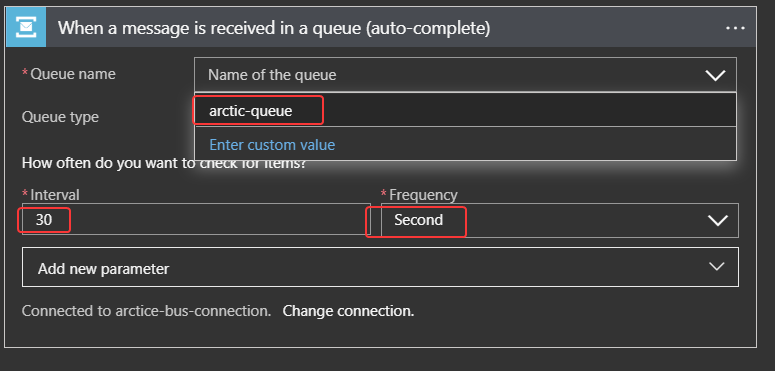 When a message is received in a queue (auto-complete)
* Queue name
Name of the queue
arctic-queue
Queue type
Enter custom value
How often do you want to check for items?
* Interval
* Frequency
30
Second
Add new parameter
Connected to arctice-bus-connection. Change connection.